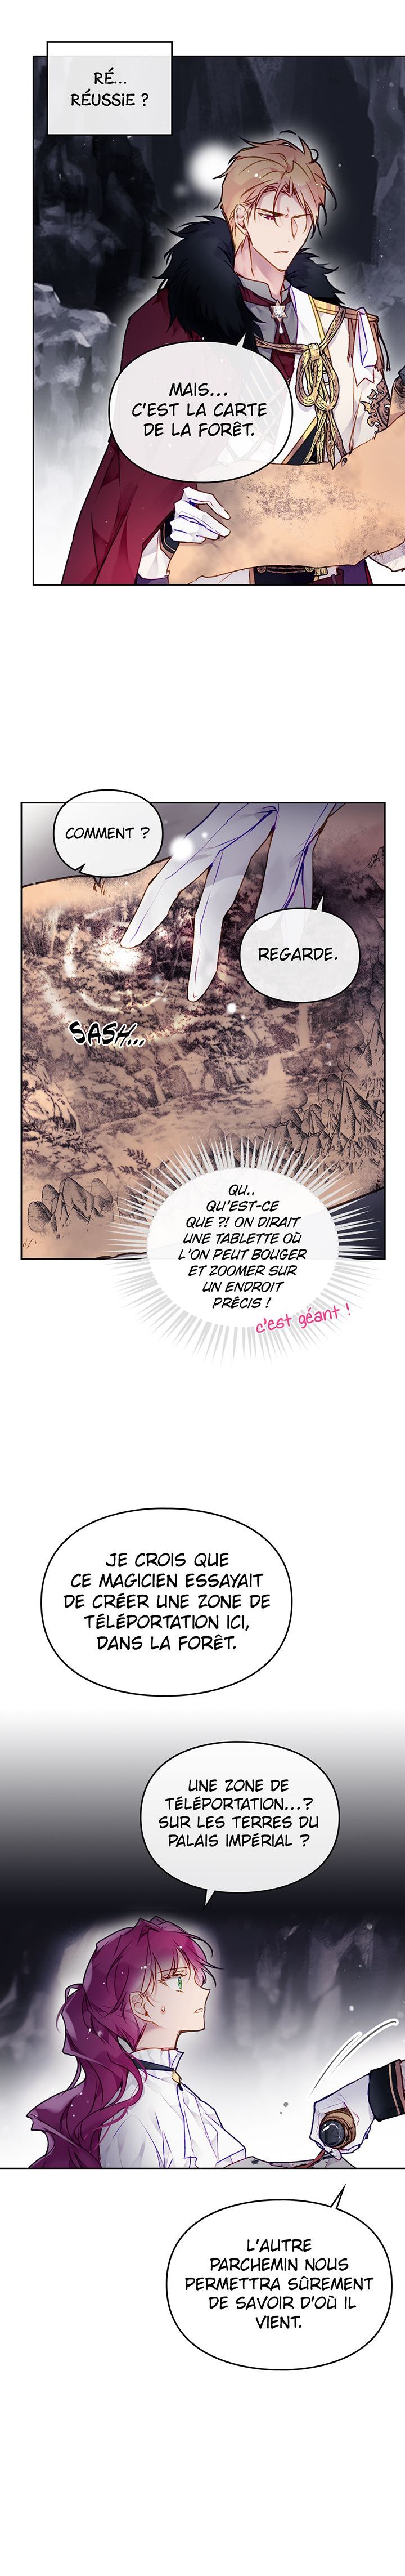 RÉ...
RÉUSSIE ?
MAIS...
C'EST LA CARTE
DE LA FORÊT.
COMMENT ?
REGARDE.
SASH...
QU..
QU'EST-CE
QUE ?! ON DIRAIT
UNE TABLETTE OÙ
L'ON PEUT BOUGER
ET ZOOMER SUR
UN ENDROIT
PRÉCIS !
c'est géant !
JE CROIS QUE
CE MAGICIEN ESSAYAIT
DE CRÉER UNE ZONE DE
TÉLÉPORTATION ICI,
DANS LA FORÊT.
UNE ZONE DE
TÉLÉPORTATION...?
SUR LES TERRES DU
PALAIS IMPÉRIAL ?
L'AUTRE
PARCHEMIN NOUS
PERMETTRA SÛREMENT
DE SAVOIR D'OÙ IL
VIENT.